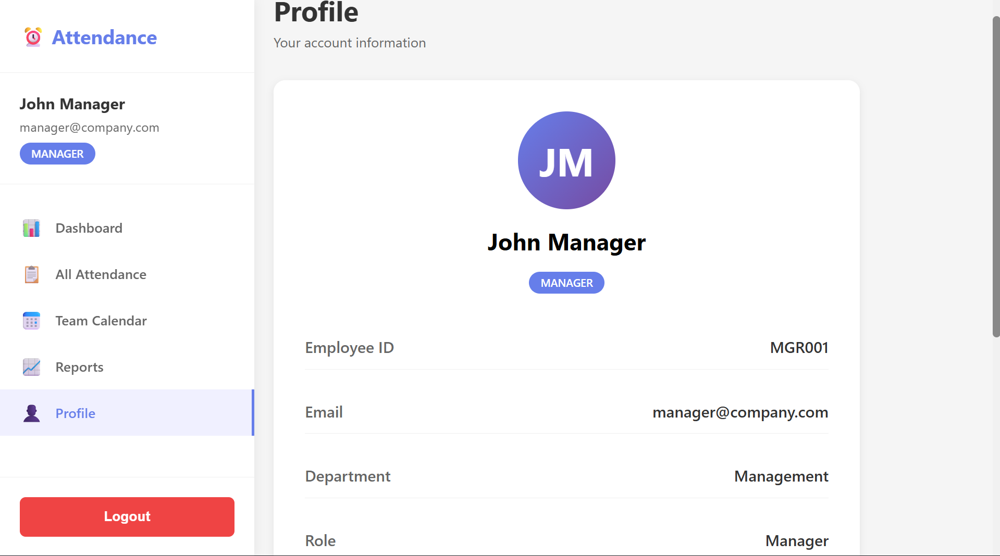 Attendance
John Manager
manager@company.com
MANAGER
Dashboard
All Attendance
Team Calendar
Reports
Profile
Logout
Profile
Your account information
JM
John Manager
MANAGER
Employee ID MGR001
Email manager@company.com
Department Management
Role Manager